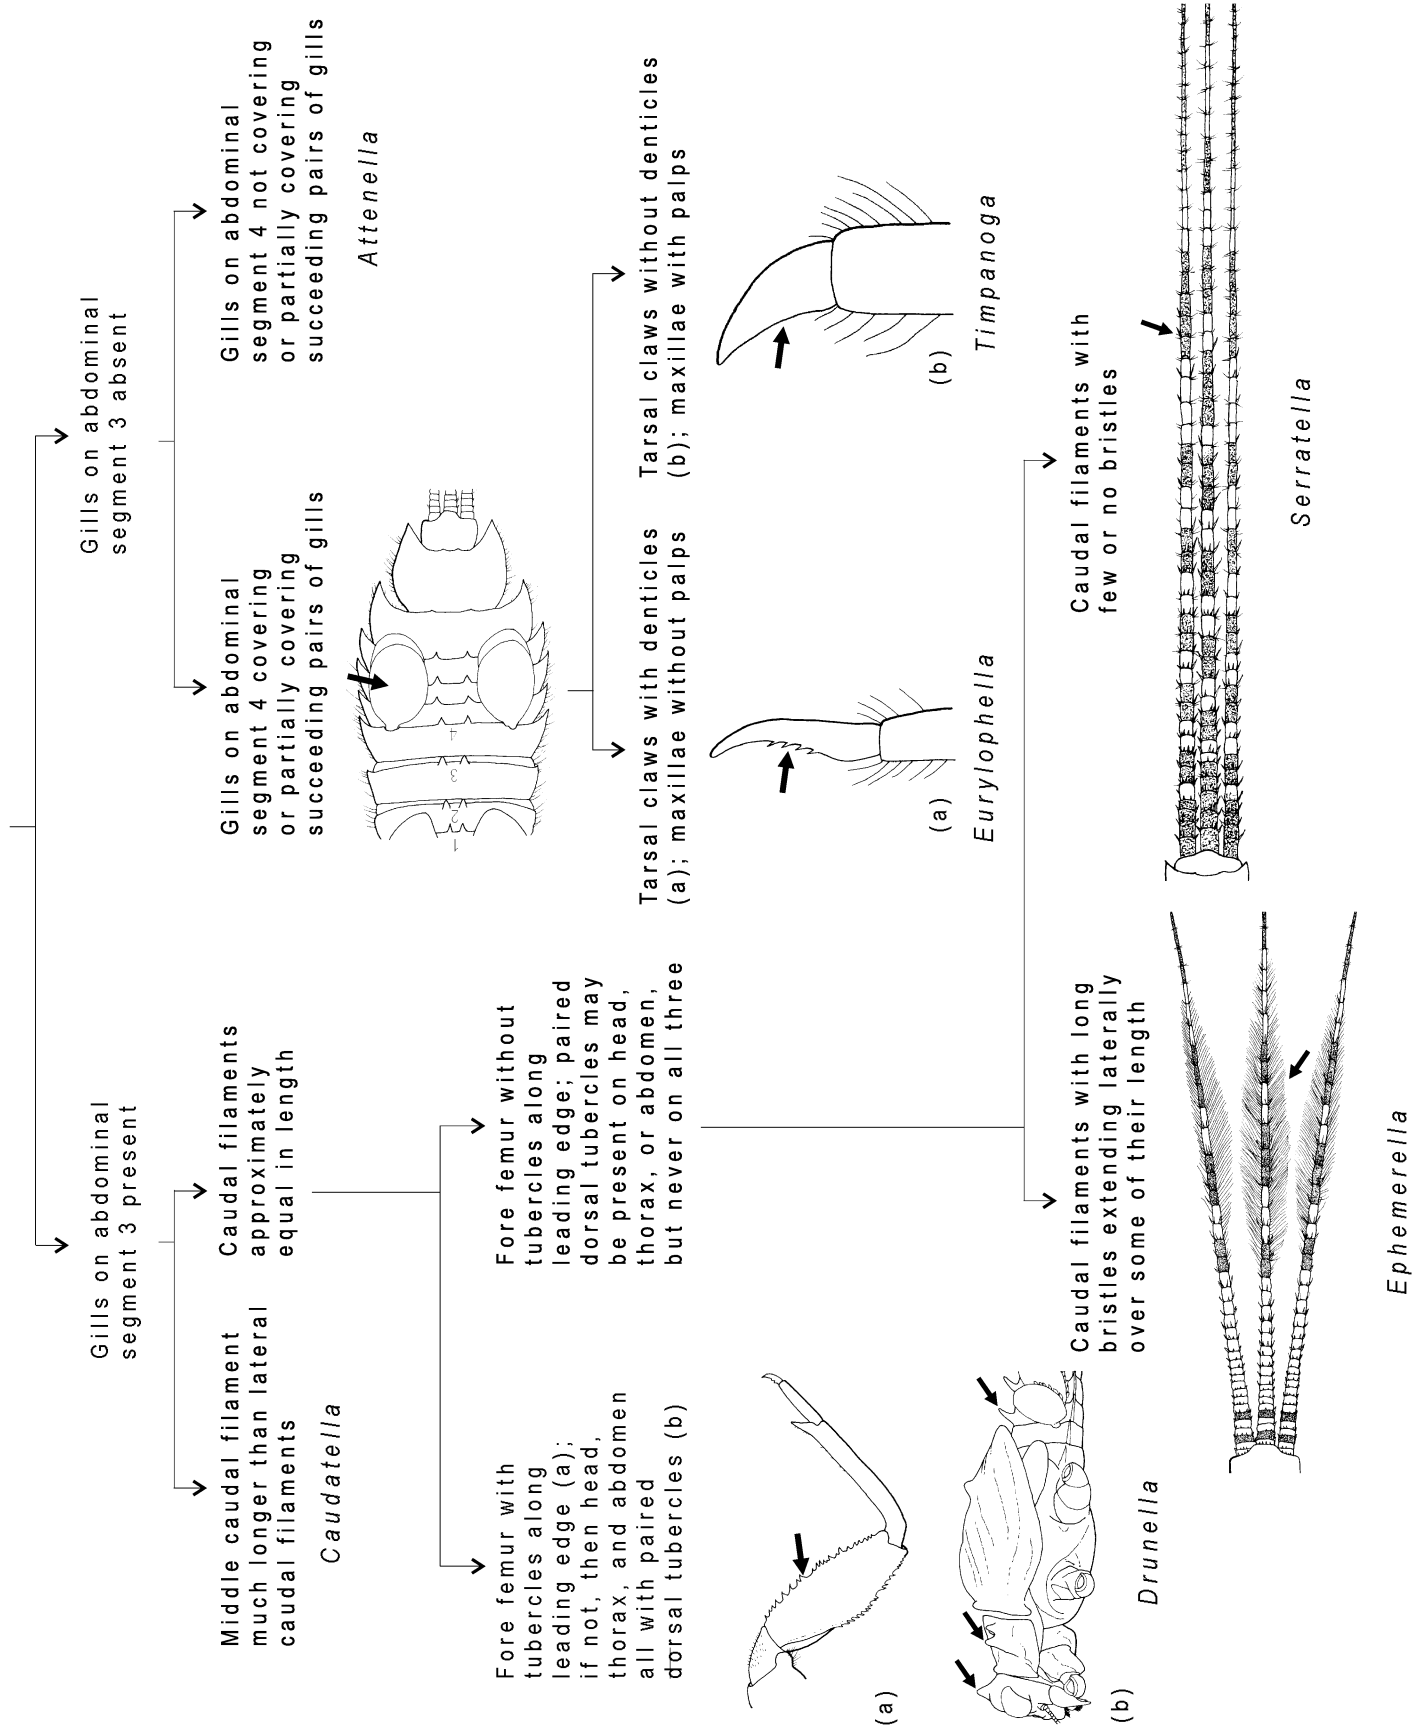 Gills on abdominal
segment 3 present
Gills on abdominal
segment 3 absent
Middle caudal filament
much longer than lateral
caudal filaments
Caudatella
Caudal filaments
approximately
equal in length
Gills on abdominal
segment 4 covering
or partially covering
succeeding pairs of gills
1
2
3
4
Gills on abdominal
segment 4 not covering
or partially covering
succeeding pairs of gills
Attenella
Fore femur with
tubercles along
leading edge (a);
if not, then head,
thorax, and abdomen
all with paired
dorsal tubercles (b)
Fore femur without
tubercles along
leading edge; paired
dorsal tubercles may
be present on head,
thorax, or abdomen,
but never on all three
Tarsal claws with denticles
(a); maxillae without palps
Tarsal claws without denticles
(b); maxillae with palps
(a)
(b)
Drunella
(a)
Eurylophella
(b)
Timpanoga
Caudal filaments with long
bristles extending laterally
over some of their length
Ephemerella
Caudal filaments with
few or no bristles
Serratella